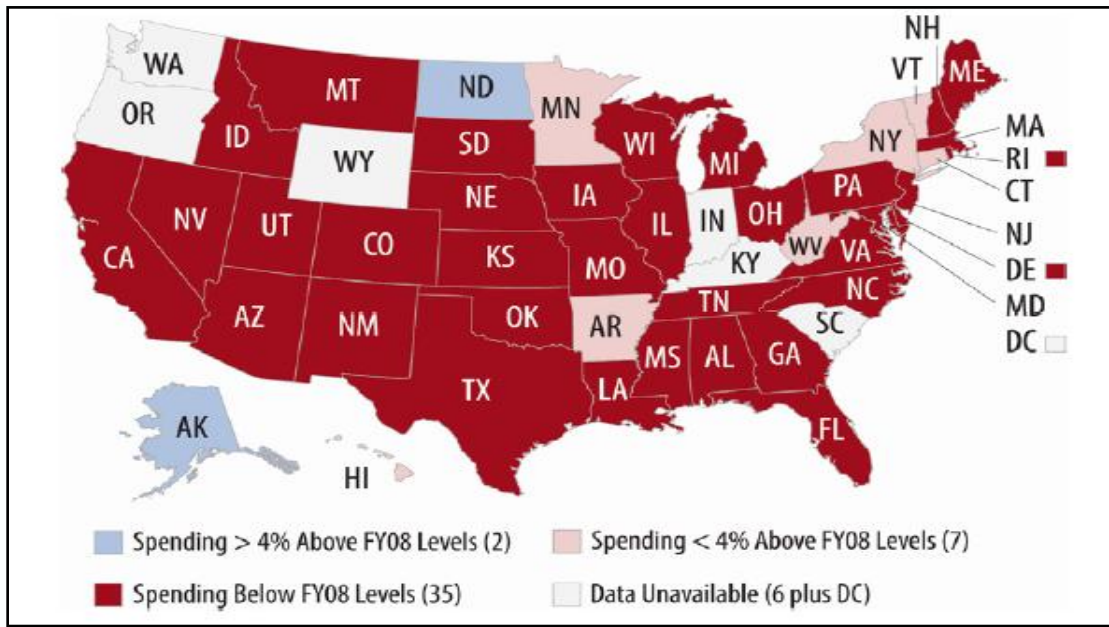 NH
WA
VT
ME
MT
ND
OR
MN
ID
SD
WI
MI
NY
MA
RI
WY
CT
NE
IA
PA
NV
UT
IL
IN
OH
NJ
CO
WV
VA
CA
KS
MO
KY
DE
MD
NC
TN
AZ
NM
OK
AR
SC
DC
MS
AL
GA
TX
LA
AK
FL
HI
Spending > 4% Above FY08 Levels (2)
Spending < 4% Above FY08 Levels (7)
Spending Below FY08 Levels (35)
Data Unavailable (6 plus DC)